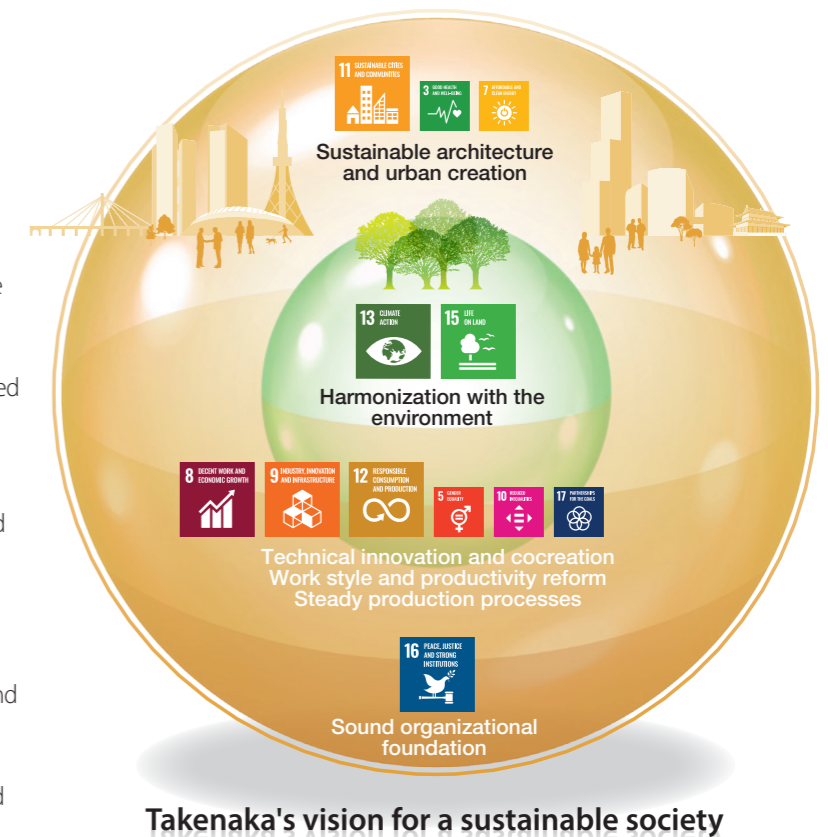 11 SUSTAINABLE CITIES
AND COMMUNITIES
3 GOOD HEALTH
AND WELL-BEING
7 AFFORDABLE AND
CLEAN ENERGY
Sustainable architecture
and urban creation
13 CLIMATE
ACTION
15 LIFE
ON LAND
Harmonization with the
environment
8 DECENT WORK AND
ECONOMIC GROWTH
9 INDUSTRY, INNOVATION
AND INFRASTRUCTURE
12 RESPONSIBLE
CONSUMPTION
AND PRODUCTION
5 GENDER
EQUALITY
10 REDUCED
INEQUALITIES
17 PARTNERSHIPS
FOR THE GOALS
Technical innovation and cocreation
Work style and productivity reform
Steady production processes
16 PEACE, JUSTICE
AND STRONG
INSTITUTIONS
Sound organizational
foundation
Takenaka's vision for a sustainable society